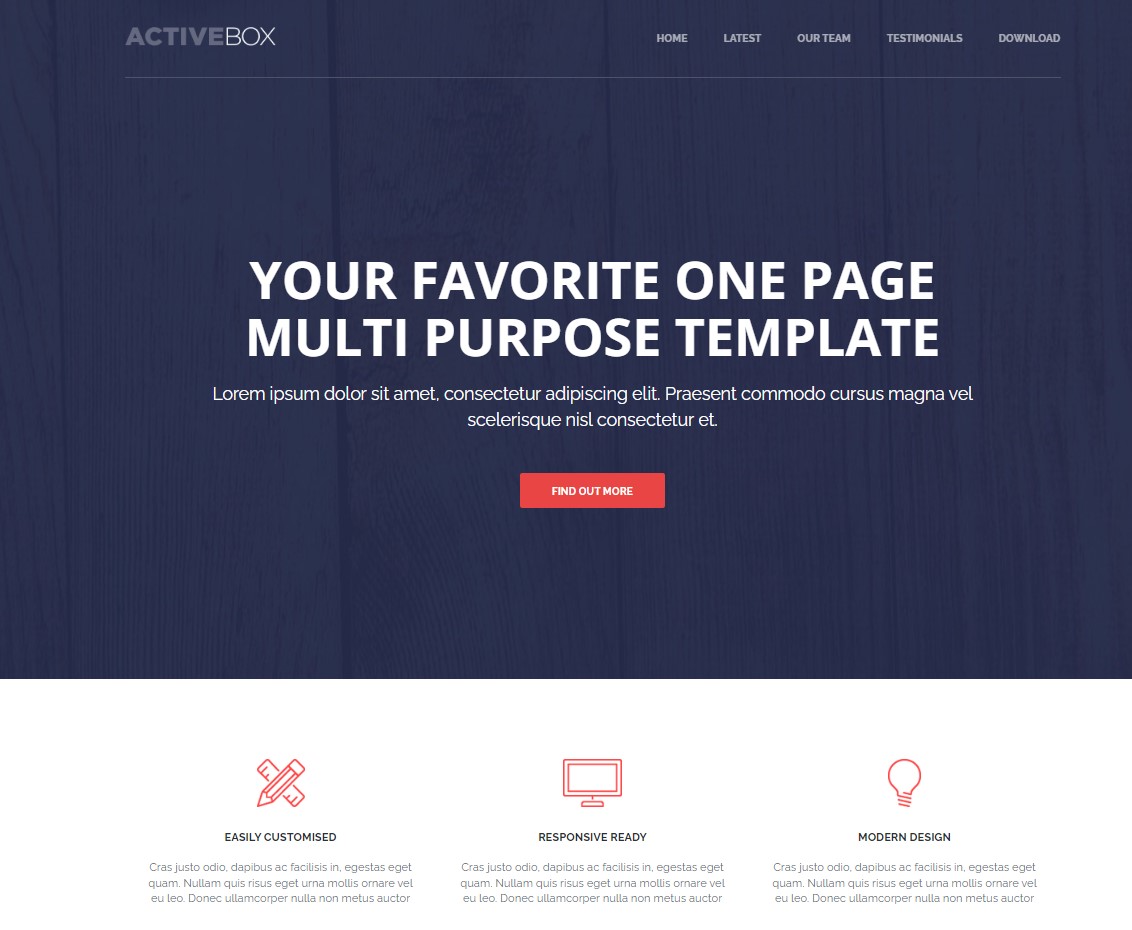 ACTIVEBOX
HOME LATEST OUR TEAM TESTIMONIALS DOWNLOAD
YOUR FAVORITE ONE PAGE
MULTI PURPOSE TEMPLATE
Lorem ipsum dolor sit amet, consectetur adipiscing elit. Praesent commodo cursus magna vel
scelerisque nisl consectetur et.
FIND OUT MORE
EASILY CUSTOMISED
Cras justo odio, dapibus ac facilisis in, egestas eget
quam. Nullam quis risus eget urna mollis ornare vel
eu leo. Donec ullamcorper nulla non metus auctor
RESPONSIVE READY
Cras justo odio, dapibus ac facilisis in, egestas eget
quam. Nullam quis risus eget urna mollis ornare vel
eu leo. Donec ullamcorper nulla non metus auctor
MODERN DESIGN
Cras justo odio, dapibus ac facilisis in, egestas eget
quam. Nullam quis risus eget urna mollis ornare vel
eu leo. Donec ullamcorper nulla non metus auctor